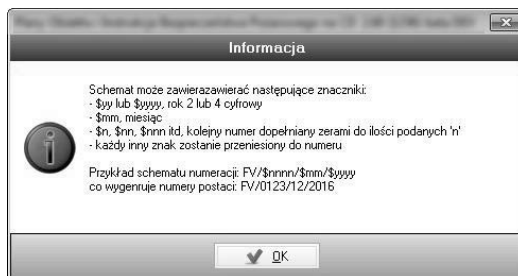 Informacja
Schemat może zawierazawierać następujące znaczniki:
- $yy lub $yyyy, rok 2 lub 4 cyfrowy
- $mm, miesiąc
- $n, $nn, $nnn itd, kolejny numer dopełniany zerami do ilości podanych 'n'
- każdy inny znak zostanie przeniesiony do numeru
Przykład schematu numeracji: FV/$nnnn/$mm/$yyyy
co wygenruje numery postaci: FV/0123/12/2016
OK